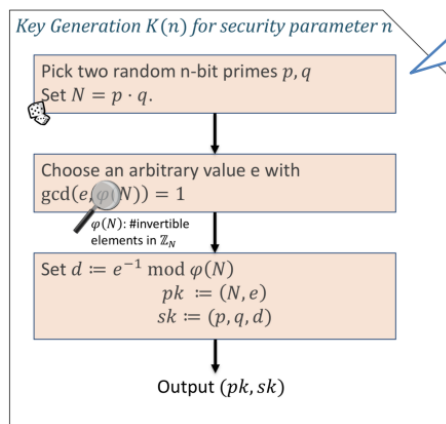 Key Generation K(n) for security parameter n
Pick two random n-bit primes p, q
Set N = p · q.
Choose an arbitrary value e with
gcd(e, φ(N)) = 1
φ(N): #invertible
elements in ℤ_N
Set d := e⁻¹ mod φ(N)
pk := (N, e)
sk := (p, q, d)
Output (pk, sk)